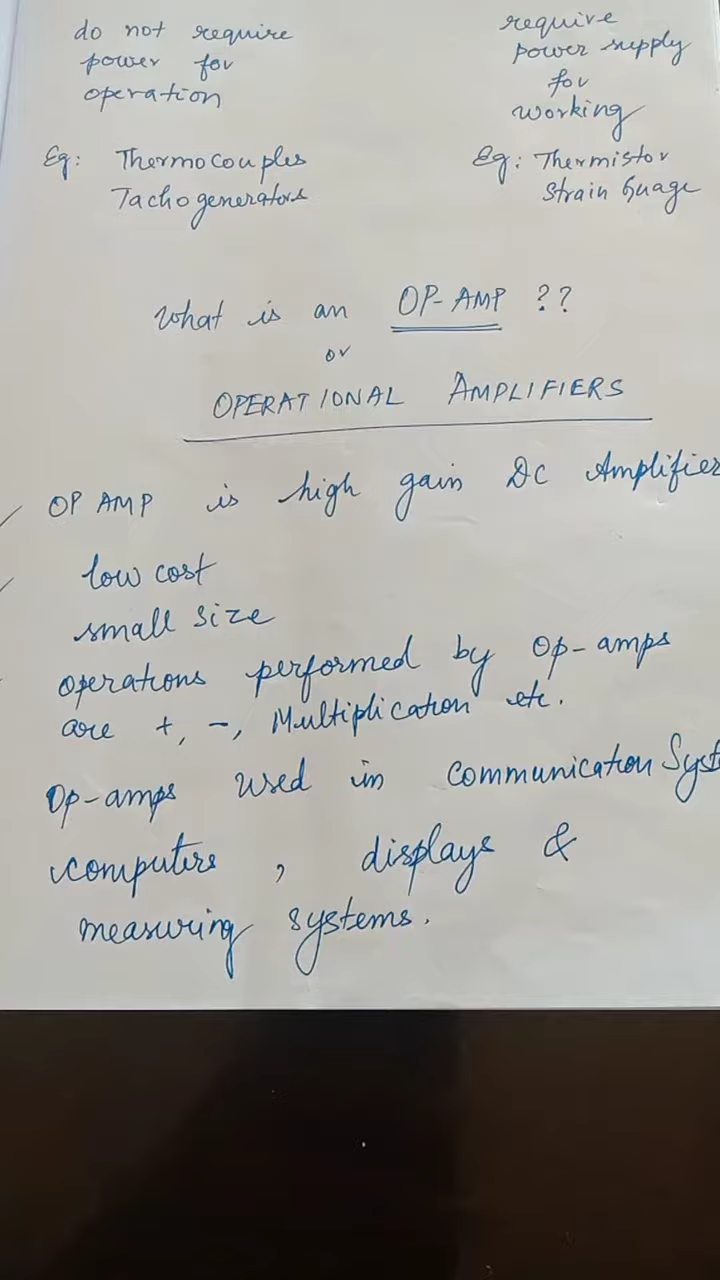 do not require
power for
operation
Eg: Thermocouples
Tachogenerators
require
power supply
for
working
Eg: Thermistor
Strain Guage
What is an OP-AMP ??
or
OPERATIONAL AMPLIFIERS
OP AMP is high gain DC Amplifier
low cost
small size
operations performed by Op-amps
are +, -, Multiplication etc.
Op-amps used in Communication Syst
computers, displays &
measuring systems.